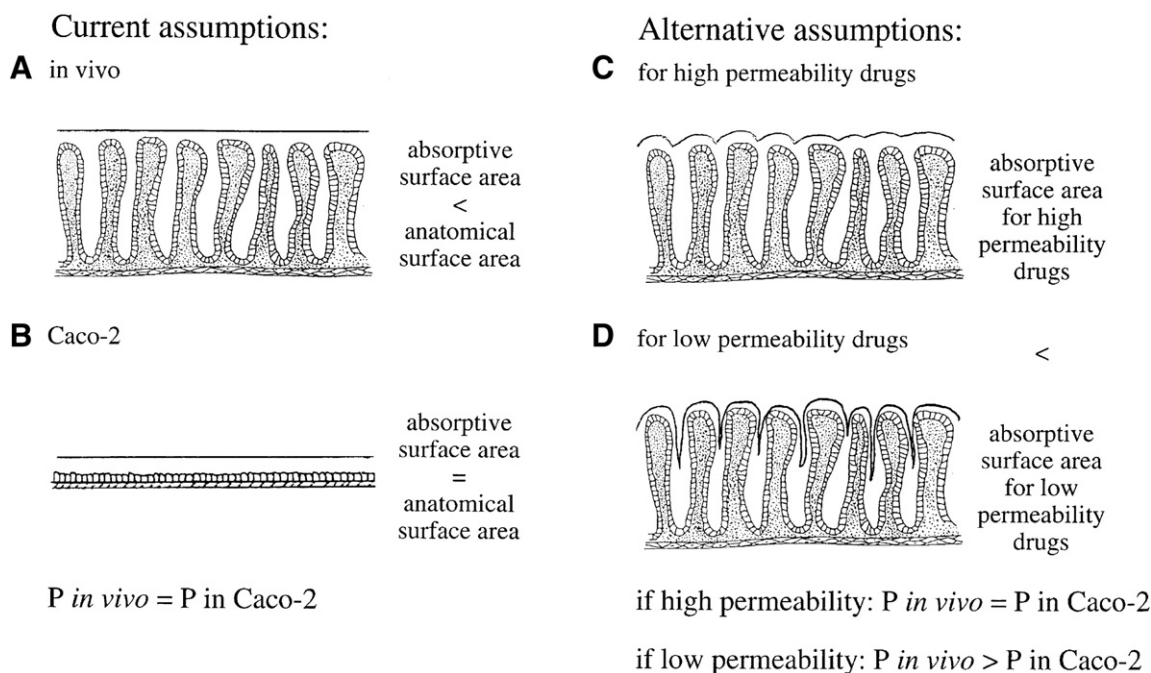 Current assumptions:
A in vivo
absorptive
surface area
<
anatomical
surface area
B Caco-2
absorptive
surface area
=
anatomical
surface area
P in vivo = P in Caco-2
Alternative assumptions:
C for high permeability drugs
absorptive
surface area
for high
permeability
drugs
D for low permeability drugs
<
absorptive
surface area
for low
permeability
drugs
if high permeability: P in vivo = P in Caco-2
if low permeability: P in vivo > P in Caco-2